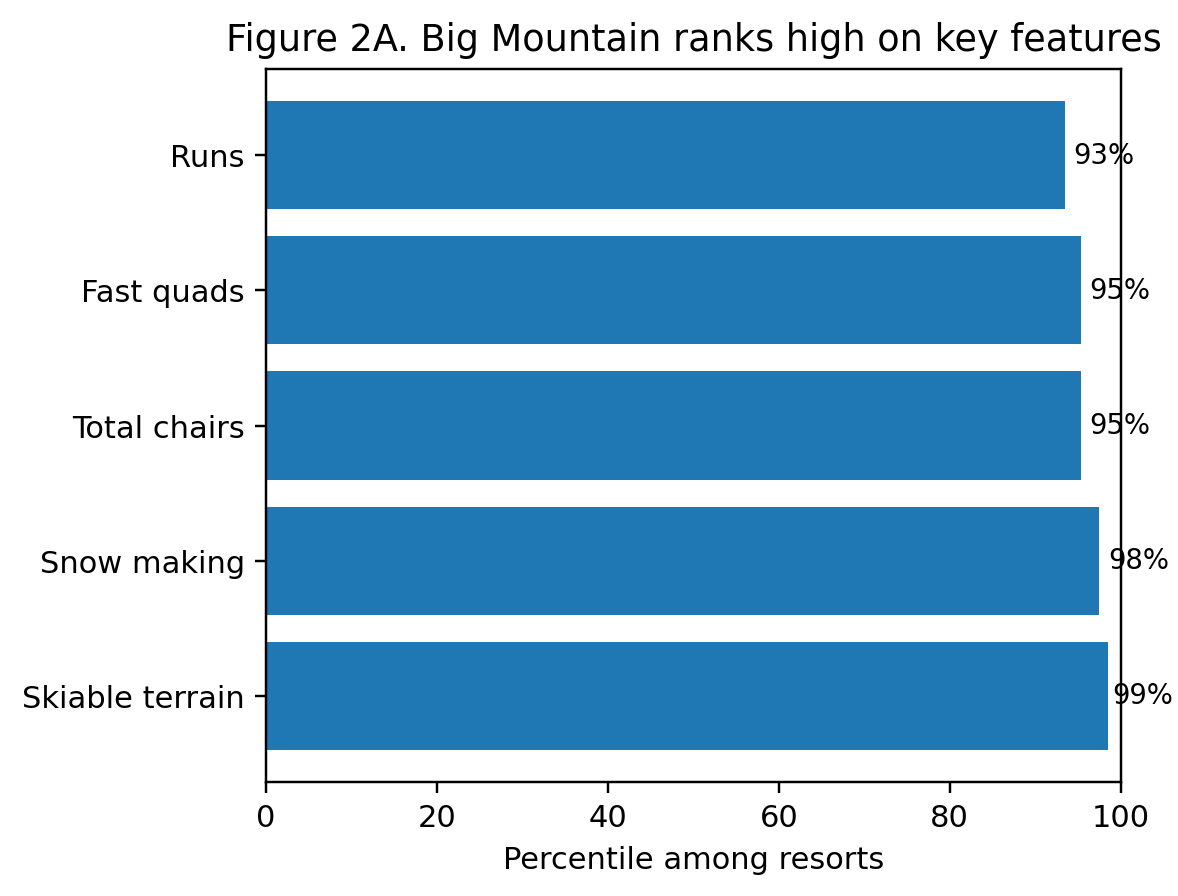 Figure 2A. Big Mountain ranks high on key features
Runs
93%
Fast quads
95%
Total chairs
95%
Snow making
98%
Skiable terrain
99%
0 20 40 60 80 100
Percentile among resorts